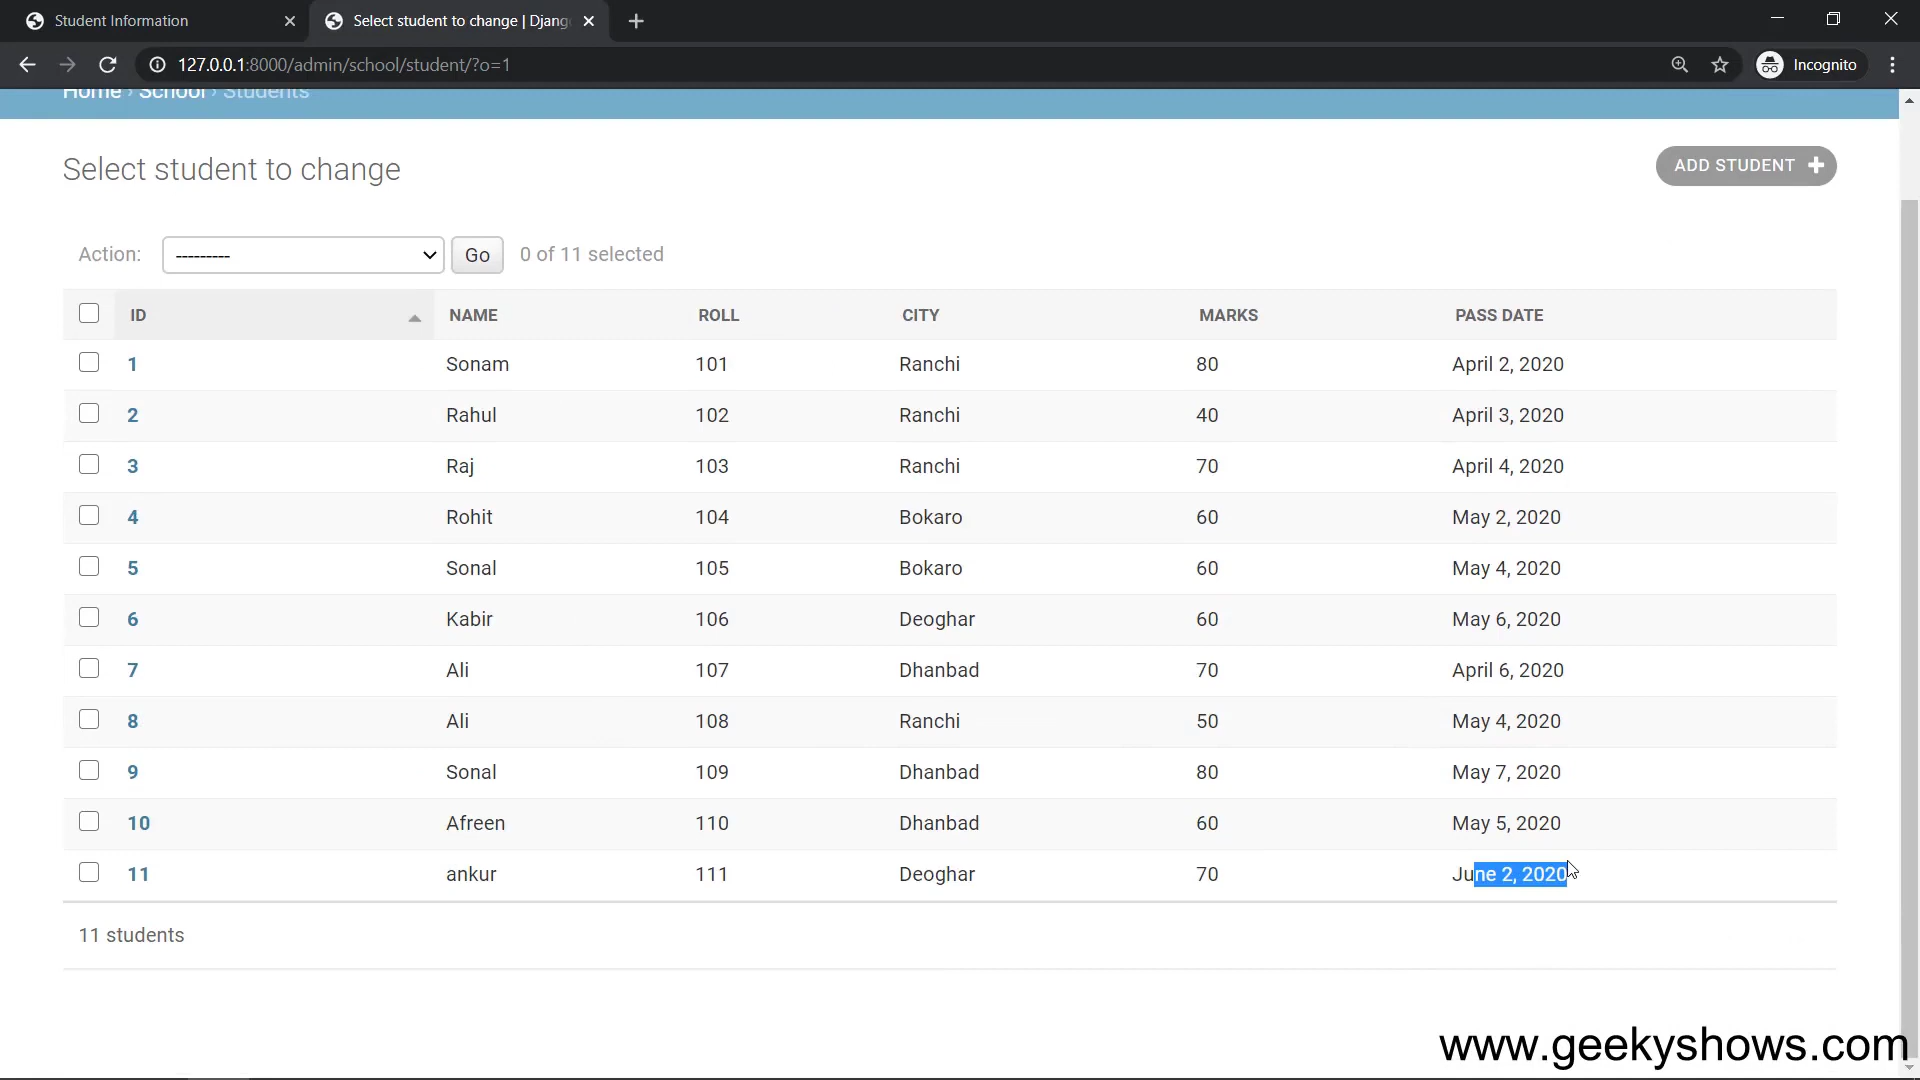 Student Information
Select student to change | Djang
127.0.0.1:8000/admin/school/student/?o=1
Incognito
Home › School › Students
Select student to change
ADD STUDENT
Action: --------- Go 0 of 11 selected
ID NAME ROLL CITY MARKS PASS DATE
1 Sonam 101 Ranchi 80 April 2, 2020
2 Rahul 102 Ranchi 40 April 3, 2020
3 Raj 103 Ranchi 70 April 4, 2020
4 Rohit 104 Bokaro 60 May 2, 2020
5 Sonal 105 Bokaro 60 May 4, 2020
6 Kabir 106 Deoghar 60 May 6, 2020
7 Ali 107 Dhanbad 70 April 6, 2020
8 Ali 108 Ranchi 50 May 4, 2020
9 Sonal 109 Dhanbad 80 May 7, 2020
10 Afreen 110 Dhanbad 60 May 5, 2020
11 ankur 111 Deoghar 70 June 2, 2020
11 students
www.geekyshows.com